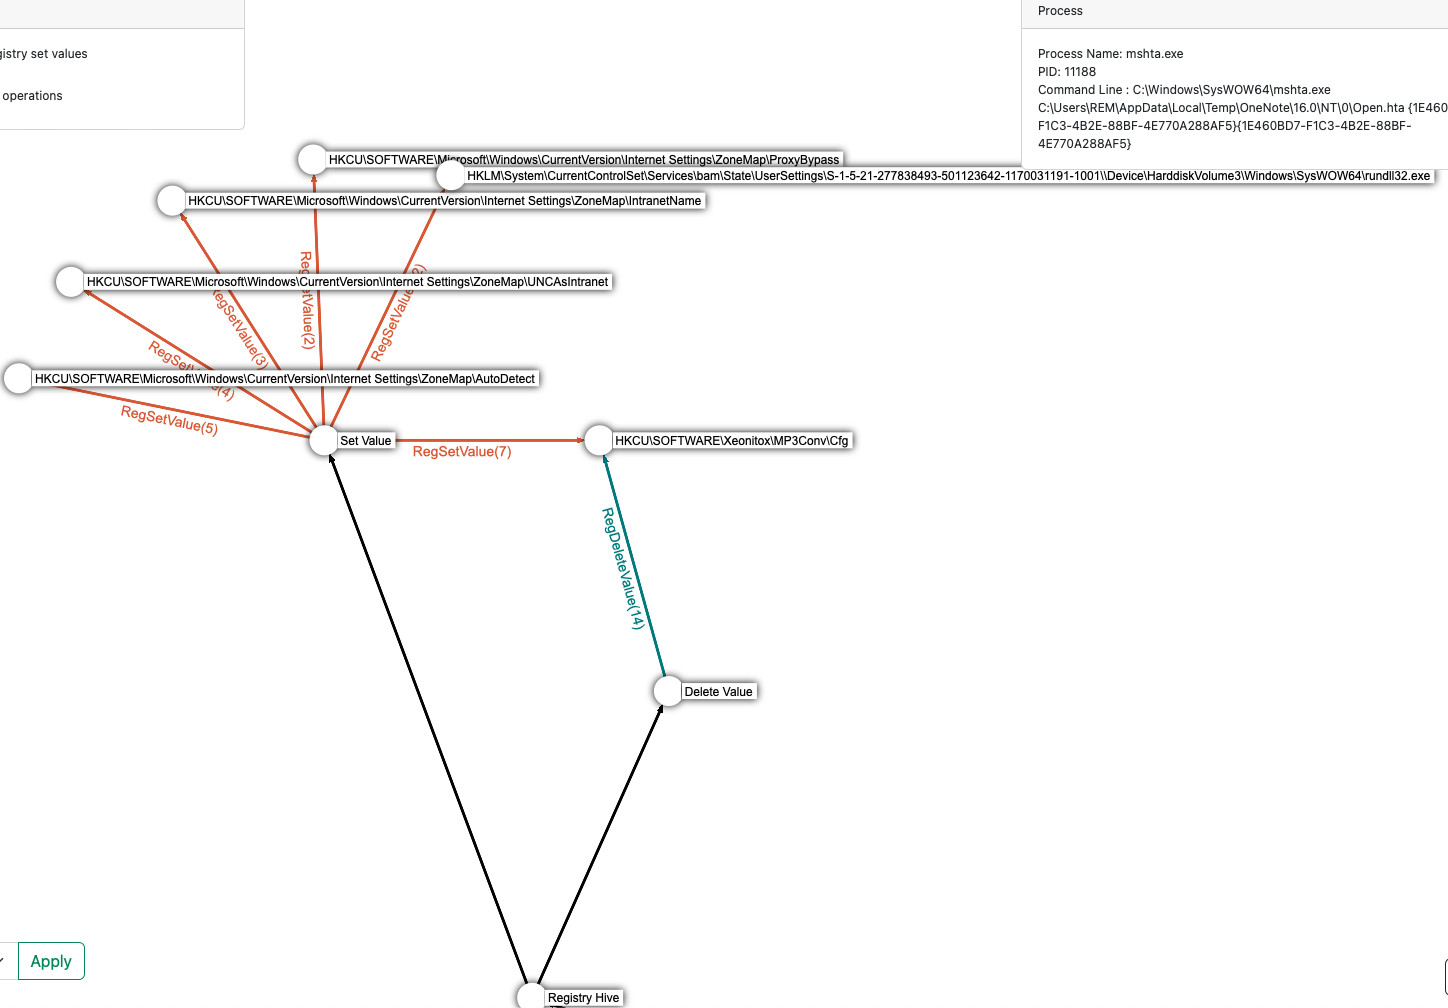 Process
gistry set values
operations
Process Name: mshta.exe
PID: 11188
Command Line : C:\Windows\SysWOW64\mshta.exe
C:\Users\REM\AppData\Local\Temp\OneNote\16.0\NT\0\Open.hta {1E460
F1C3-4B2E-88BF-4E770A288AF5}{1E460BD7-F1C3-4B2E-88BF-
4E770A288AF5}
HKCU\SOFTWARE\Microsoft\Windows\CurrentVersion\Internet Settings\ZoneMap\ProxyBypass
HKLM\System\CurrentControlSet\Services\bam\State\UserSettings\S-1-5-21-277838493-501123642-1170031191-1001\\Device\HarddiskVolume3\Windows\SysWOW64\rundll32.exe
HKCU\SOFTWARE\Microsoft\Windows\CurrentVersion\Internet Settings\ZoneMap\IntranetName
HKCU\SOFTWARE\Microsoft\Windows\CurrentVersion\Internet Settings\ZoneMap\UNCAsIntranet
RegSetValue(3)
HKCU\SOFTWARE\Microsoft\Windows\CurrentVersion\Internet Settings\ZoneMap\AutoDetect
RegSetValue(5)
Set Value
RegSetValue(7)
HKCU\SOFTWARE\Xeonitox\MP3Conv\Cfg
RegDeleteValue(14)
Delete Value
Apply
Registry Hive